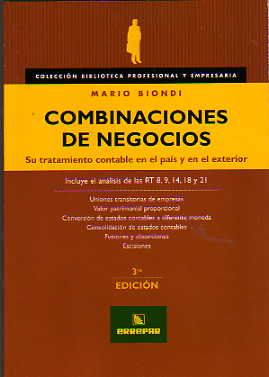 COLECCIÓN BIBLIOTECA PROFESIONAL Y EMPRESARIA
MARIO BIONDI
COMBINACIONES
DE NEGOCIOS
Su tratamiento contable en el país y en el exterior
Incluye el análisis de las RT 8, 9, 14, 18 y 21
Uniones transitorias de empresas
Valor patrimonial proporcional
Conversión de estados contables a diferente moneda
Consolidación de estados contables
Fusiones y absorciones
Escisiones
3ra
EDICIÓN
ERREPAR